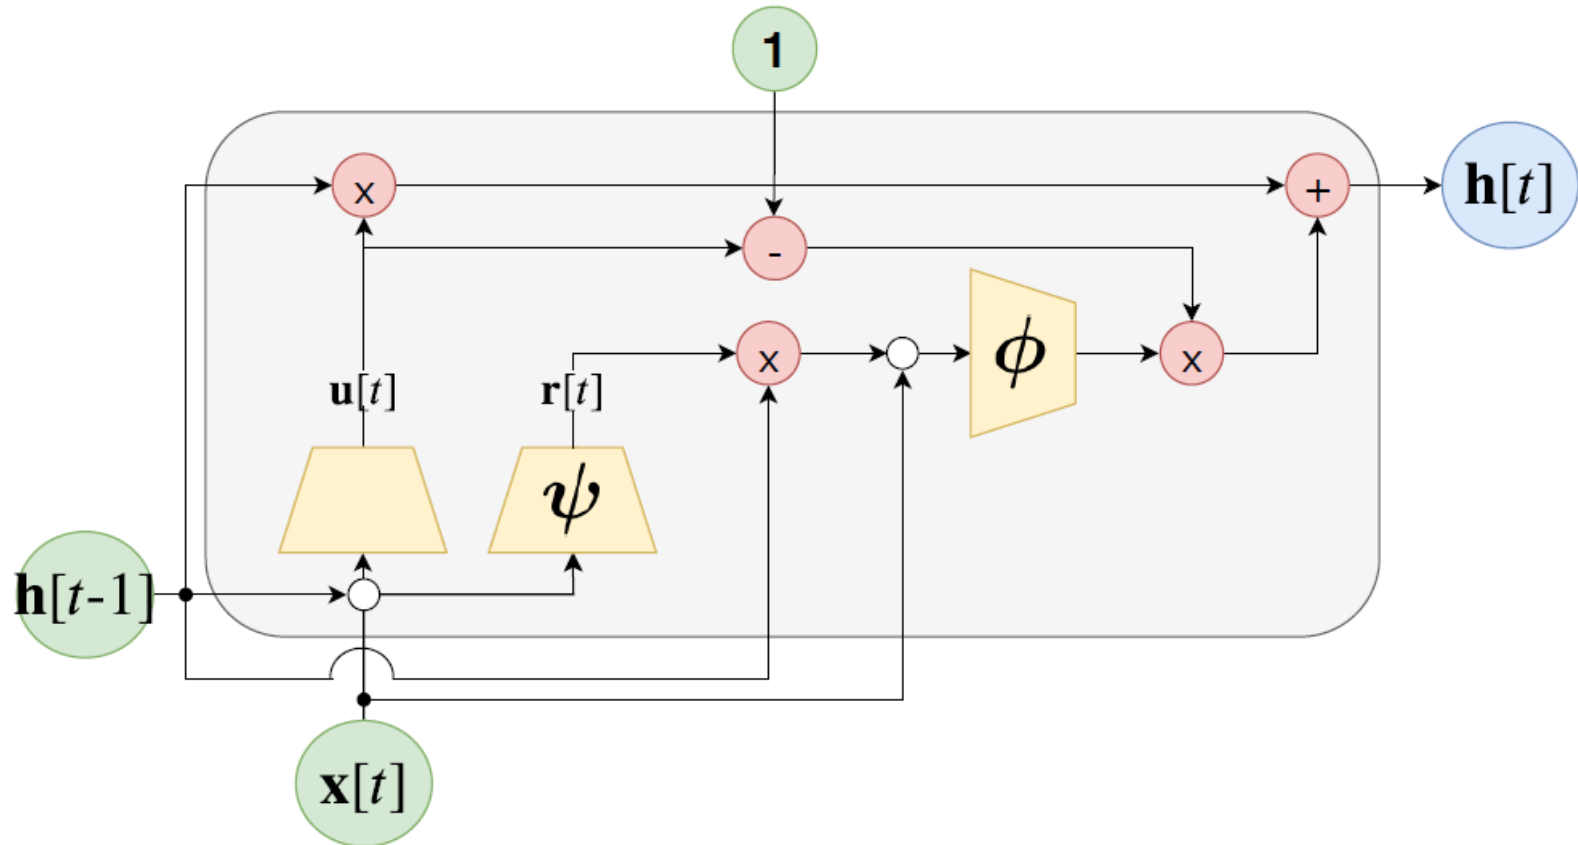 1
x
+
h[t]
-
x
ϕ
x
u[t]
r[t]
ψ
h[t-1]
x[t]